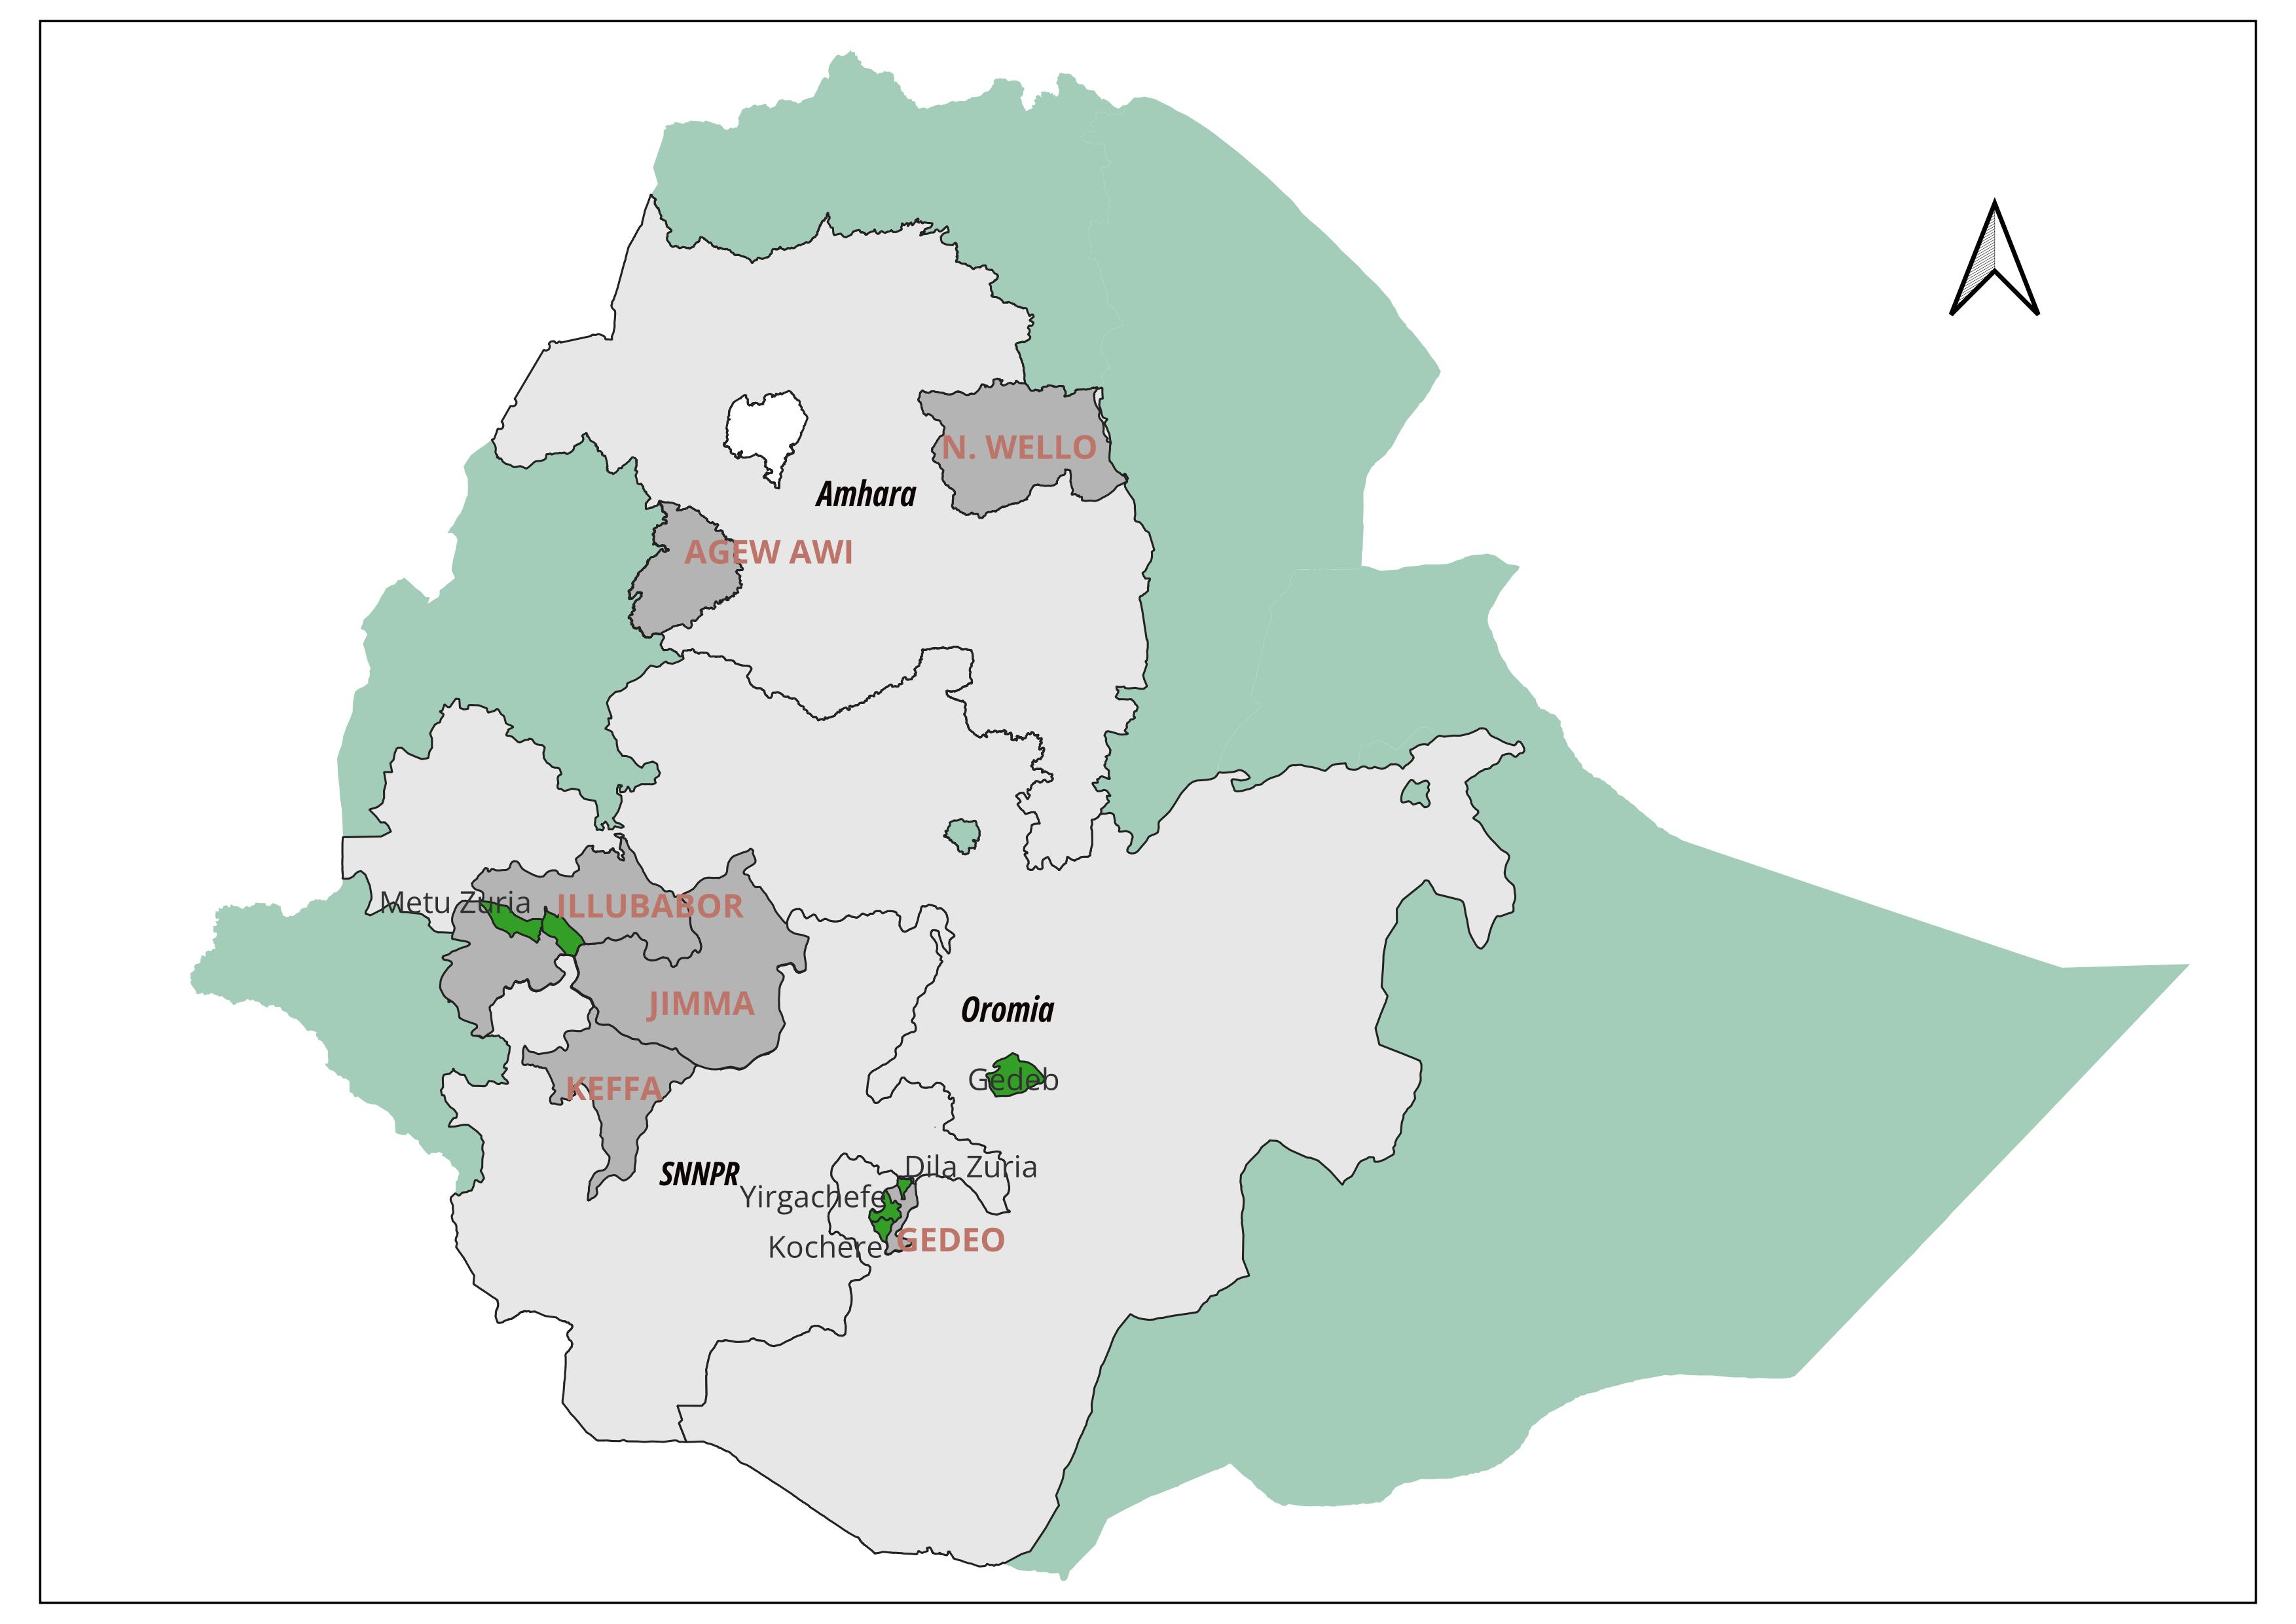 N. WELLO
Amhara
AGEW AWI
Metu Zuria
ILLUBABOR
JIMMA
Oromia
Gedeb
KEFFA
Dila Zuria
SNNPR
Yirgachefe
GEDEO
Kochere